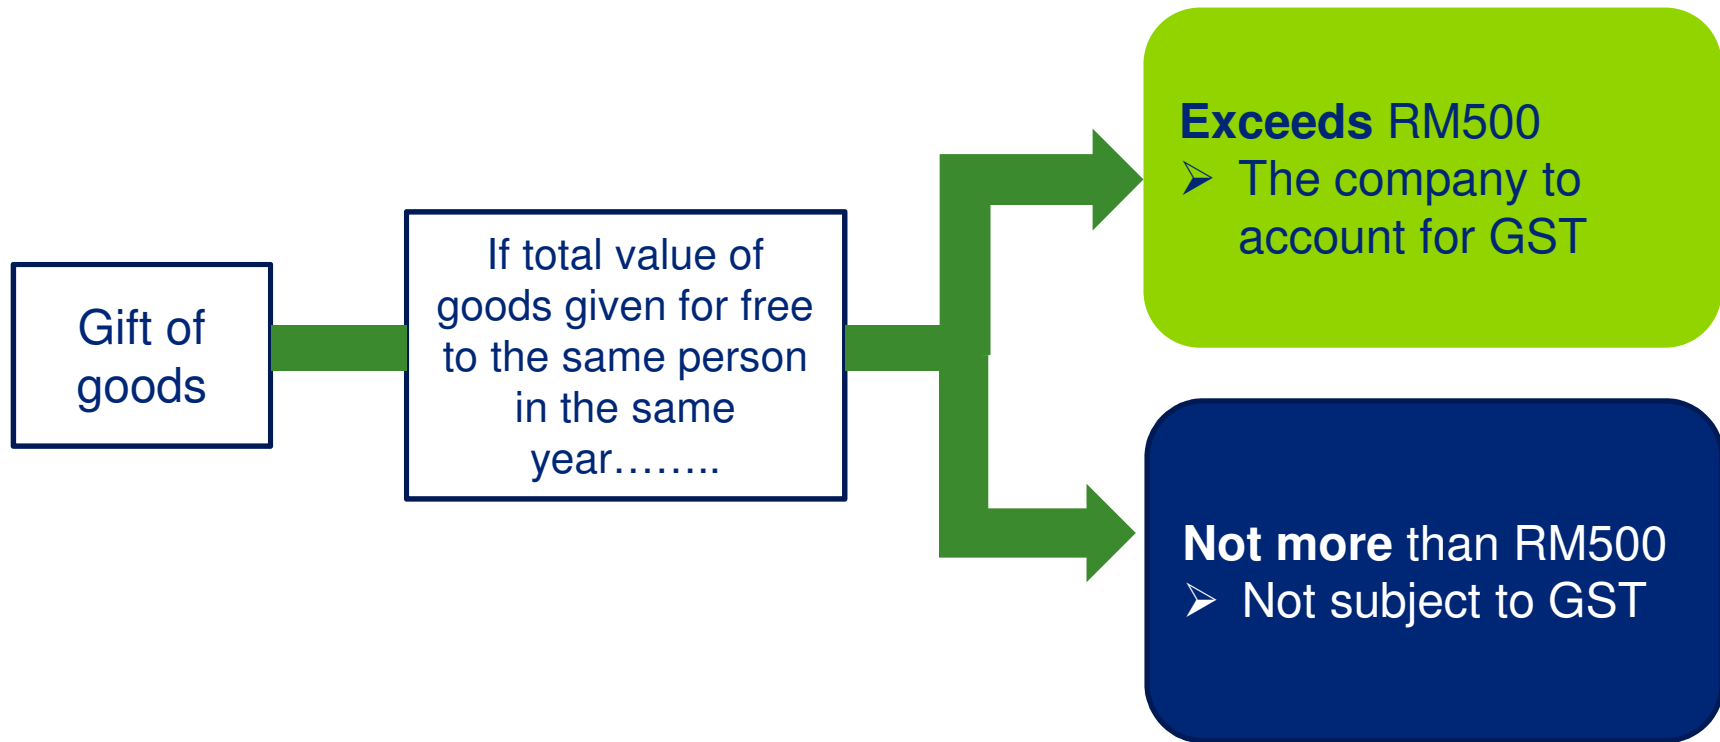 Gift of
goods
If total value of
goods given for free
to the same person
in the same
year……..
Exceeds RM500
➢ The company to
account for GST
Not more than RM500
➢ Not subject to GST